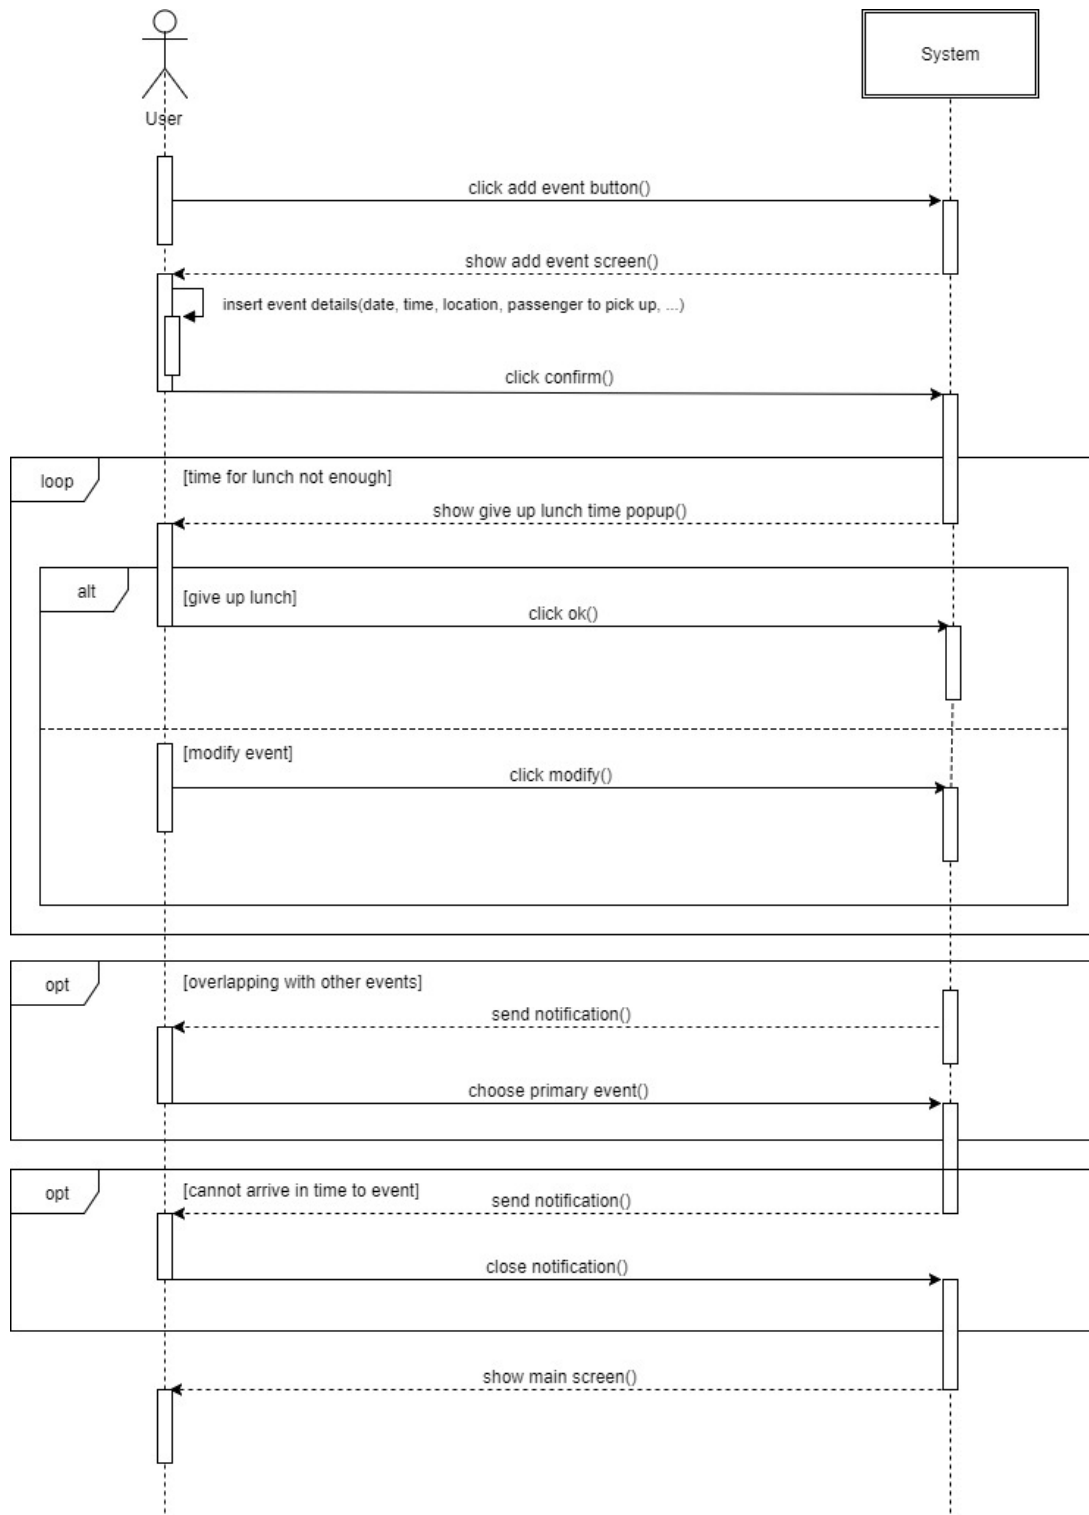 System
User
click add event button()
show add event screen()
insert event details(date, time, location, passenger to pick up, ...)
click confirm()
loop
[time for lunch not enough]
show give up lunch time popup()
alt
[give up lunch]
click ok()
[modify event]
click modify()
opt
[overlapping with other events]
send notification()
choose primary event()
opt
[cannot arrive in time to event]
send notification()
close notification()
show main screen()